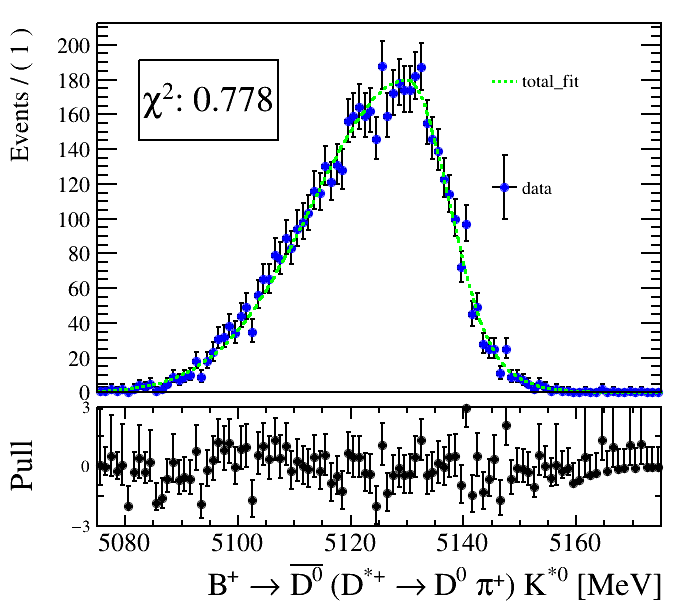 Events / ( 1 )
200
180
160
140
120
100
80
60
40
20
0
χ²: 0.778
total_fit
data
Pull
3
0
−3
5080 5100 5120 5140 5160
B⁺ → D̅⁰ (D*⁺ → D⁰ π⁺) K*⁰ [MeV]